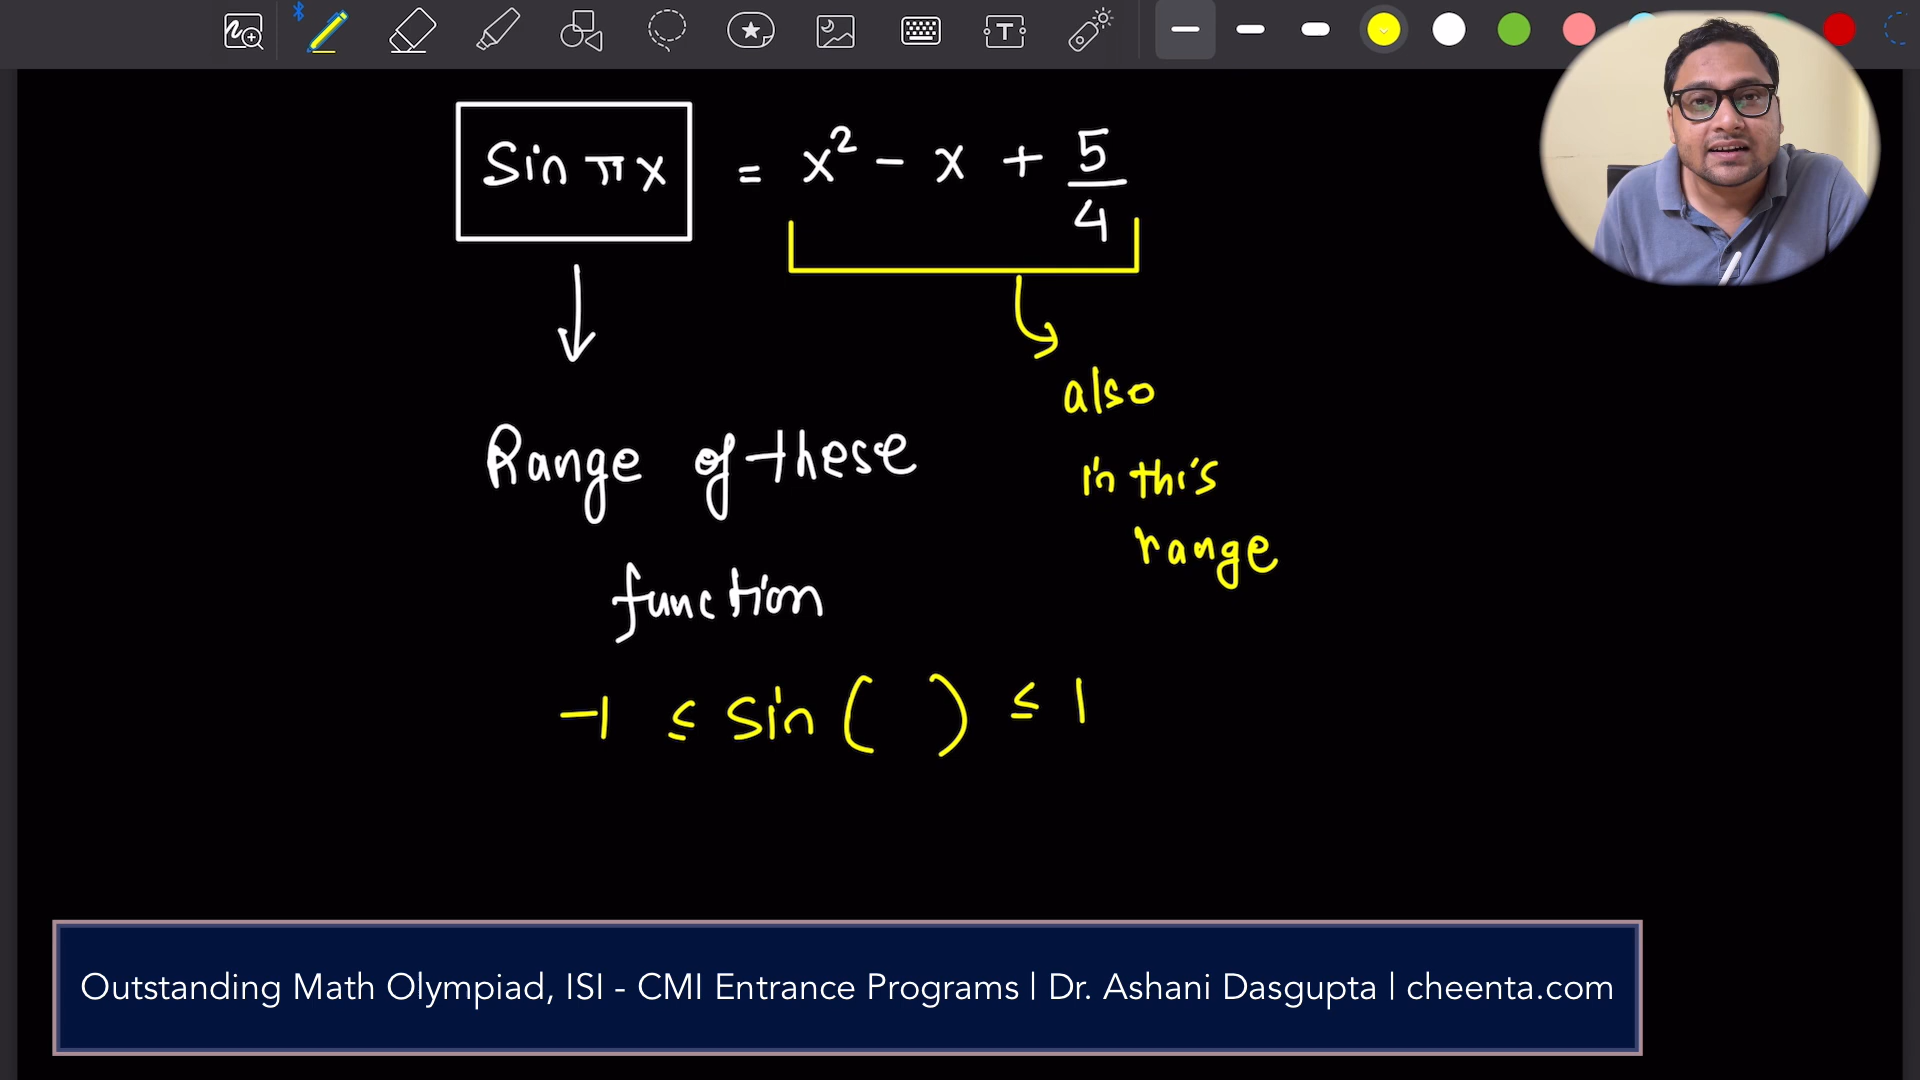 Sin πx = x² - x + 5/4
also
Range of these
in this
range
function
-1 ≤ sin( ) ≤ 1
Outstanding Math Olympiad, ISI - CMI Entrance Programs | Dr. Ashani Dasgupta | cheenta.com